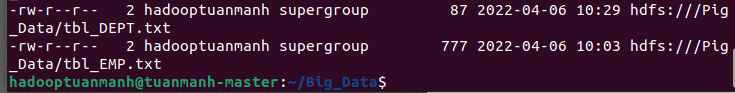 -rw-r--r--   2 hadooptuanmanh supergroup         87 2022-04-06 10:29 hdfs:///Pig
_Data/tbl_DEPT.txt
-rw-r--r--   2 hadooptuanmanh supergroup        777 2022-04-06 10:03 hdfs:///Pig
_Data/tbl_EMP.txt
hadooptuanmanh@tuanmanh-master:~/Big_Data$